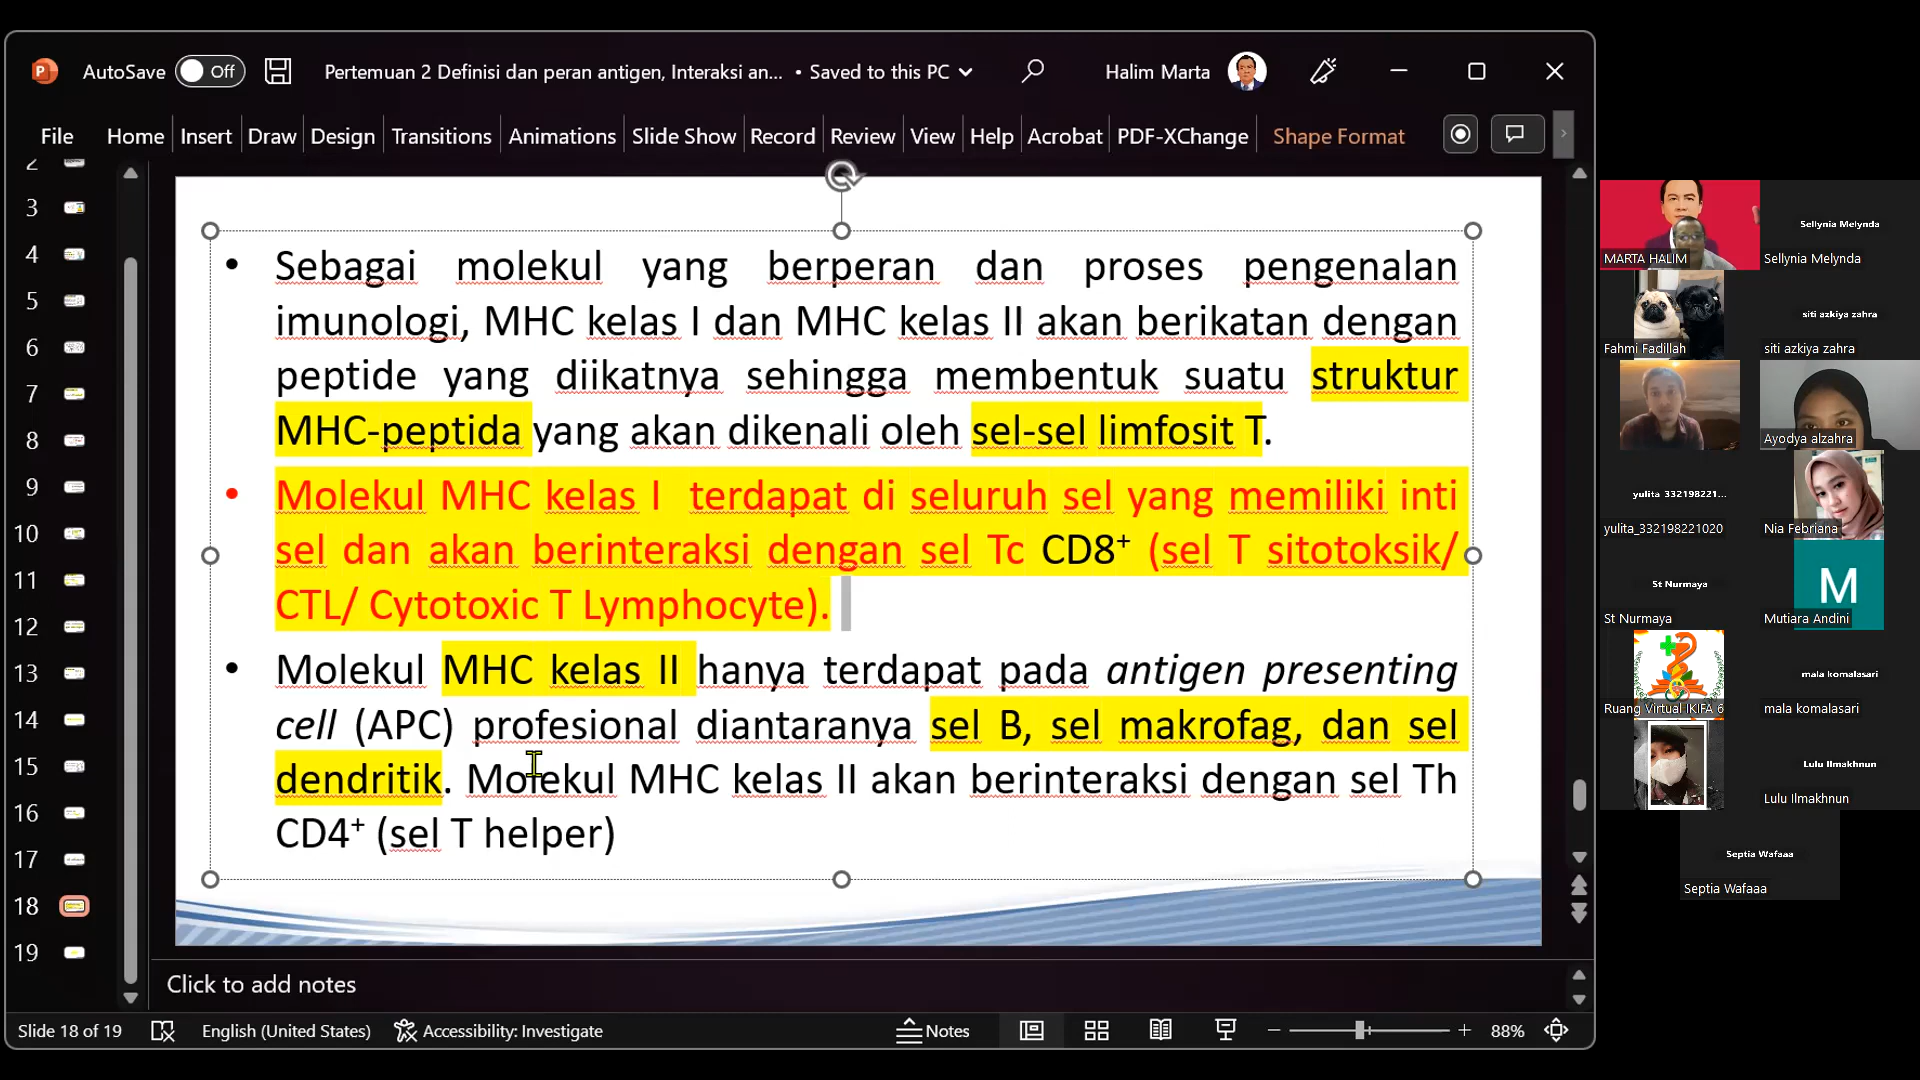 AutoSave Off Pertemuan 2 Definisi dan peran antigen, Interaksi an... • Saved to this PC Halim Marta
File Home Insert Draw Design Transitions Animations Slide Show Record Review View Help Acrobat PDF-XChange Shape Format
2
3
4
5
6
7
8
9
10
11
12
13
14
15
16
17
18
19
• Sebagai molekul yang berperan dan proses pengenalan
imunologi, MHC kelas I dan MHC kelas II akan berikatan dengan
peptide yang diikatnya sehingga membentuk suatu struktur
MHC-peptida yang akan dikenali oleh sel-sel limfosit T.
• Molekul MHC kelas I terdapat di seluruh sel yang memiliki inti
sel dan akan berinteraksi dengan sel Tc CD8⁺ (sel T sitotoksik/
CTL/ Cytotoxic T Lymphocyte).
• Molekul MHC kelas II hanya terdapat pada antigen presenting
cell (APC) profesional diantaranya sel B, sel makrofag, dan sel
dendritik. Molekul MHC kelas II akan berinteraksi dengan sel Th
CD4⁺ (sel T helper)
Click to add notes
Slide 18 of 19 English (United States) Accessibility: Investigate Notes 88%
MARTA HALIM
Sellynia Melynda
Sellynia Melynda
Fahmi Fadillah
siti azkiya zahra
siti azkiya zahra
Ayodya alzahra
yulita 332198221...
yulita_332198221020
Nia Febriana
St Nurmaya
St Nurmaya
M
Mutiara Andini
Ruang Virtual IKIFA 6
mala komalasari
mala komalasari
Lulu Ilmakhnun
Lulu Ilmakhnun
Septia Wafaaa
Septia Wafaaa